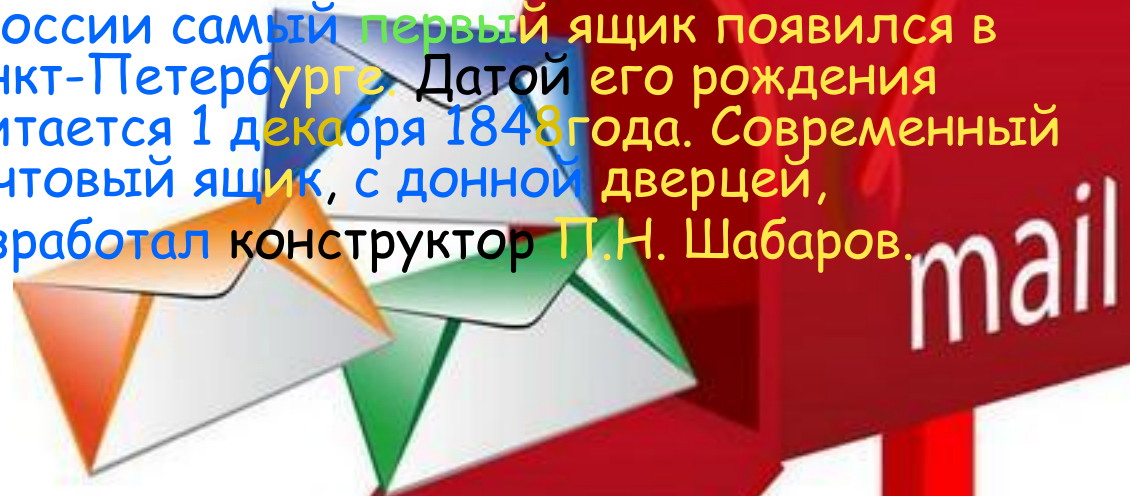 оссии самый первый ящик появился в
нкт-Петербурге. Датой его рождения
итается 1 декабря 1848года. Современный
чтовый ящик, с донной дверцей,
зработал конструктор П.Н. Шабаров.
mail